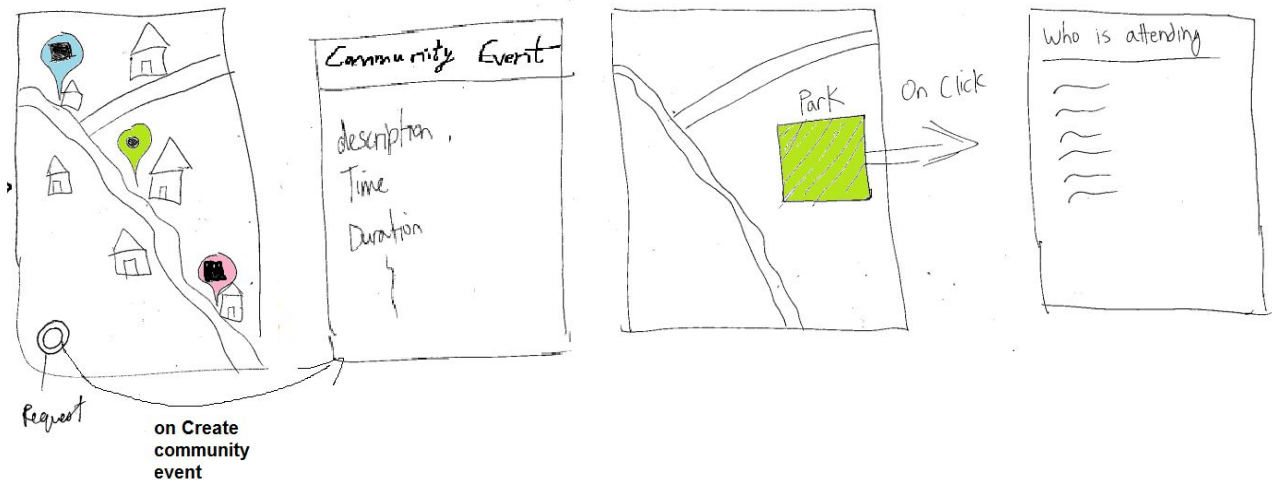 Request
on Create
community
event
Community Event
description.
Time
Duration
Park
On Click
Who is attending